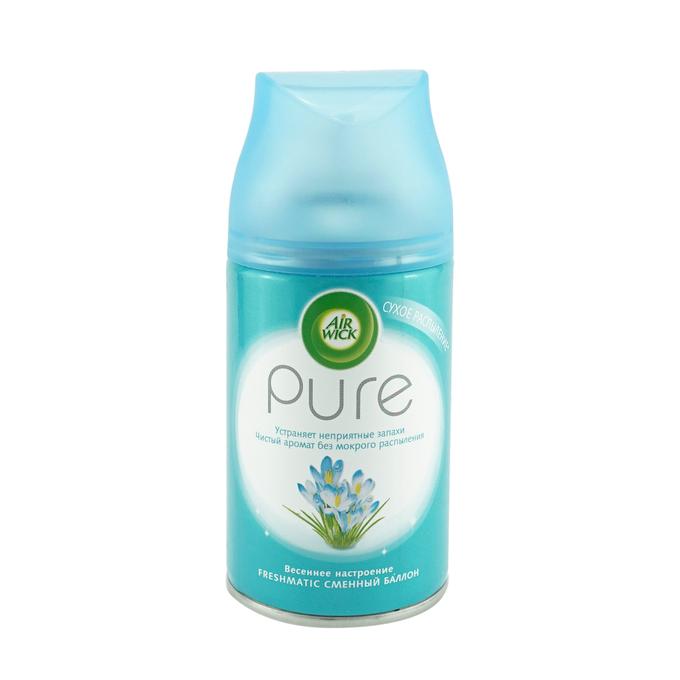 AIR
WICK
СУХОЕ РАСПЫЛЕНИЕ*
pure
Устраняет неприятные запахи
Чистый аромат без мокрого распыления
Весеннее настроение
FRESHMATIC СМЕННЫЙ БАЛЛОН